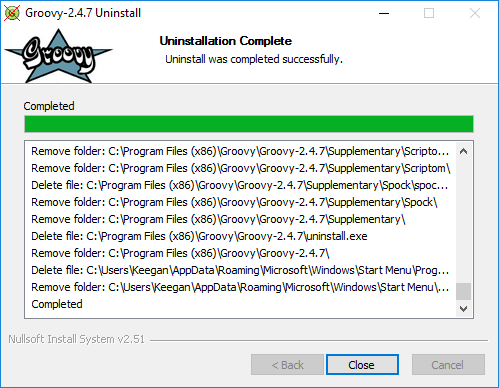 Groovy-2.4.7 Uninstall
Groovy
Uninstallation Complete
Uninstall was completed successfully.
Completed
Remove folder: C:\Program Files (x86)\Groovy\Groovy-2.4.7\Supplementary\Scripto...
Remove folder: C:\Program Files (x86)\Groovy\Groovy-2.4.7\Supplementary\Scriptom\
Delete file: C:\Program Files (x86)\Groovy\Groovy-2.4.7\Supplementary\Spock\spoc...
Remove folder: C:\Program Files (x86)\Groovy\Groovy-2.4.7\Supplementary\Spock\
Remove folder: C:\Program Files (x86)\Groovy\Groovy-2.4.7\Supplementary\
Delete file: C:\Program Files (x86)\Groovy\Groovy-2.4.7\uninstall.exe
Remove folder: C:\Program Files (x86)\Groovy\Groovy-2.4.7\
Delete file: C:\Users\Keegan\AppData\Roaming\Microsoft\Windows\Start Menu\Prog...
Remove folder: C:\Users\Keegan\AppData\Roaming\Microsoft\Windows\Start Menu\...
Completed
Nullsoft Install System v2.51
< Back
Close
Cancel